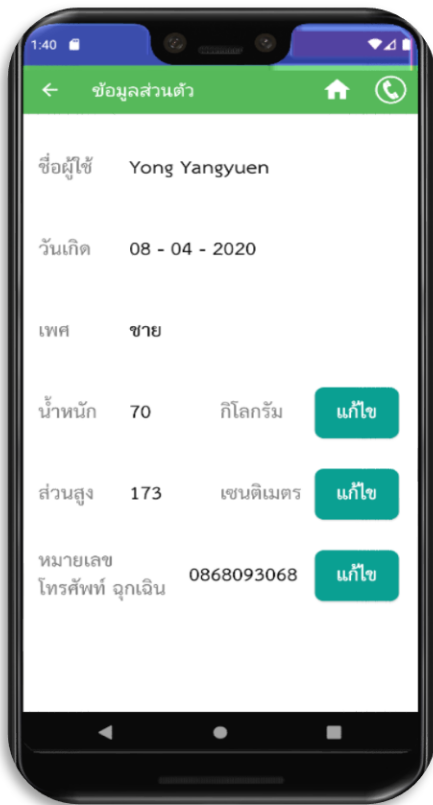 1:40
ข้อมูลส่วนตัว
ชื่อผู้ใช้ Yong Yangyuen
วันเกิด 08 - 04 - 2020
เพศ ชาย
น้ำหนัก 70 กิโลกรัม แก้ไข
ส่วนสูง 173 เซนติเมตร แก้ไข
หมายเลข
โทรศัพท์ ฉุกเฉิน 0868093068 แก้ไข